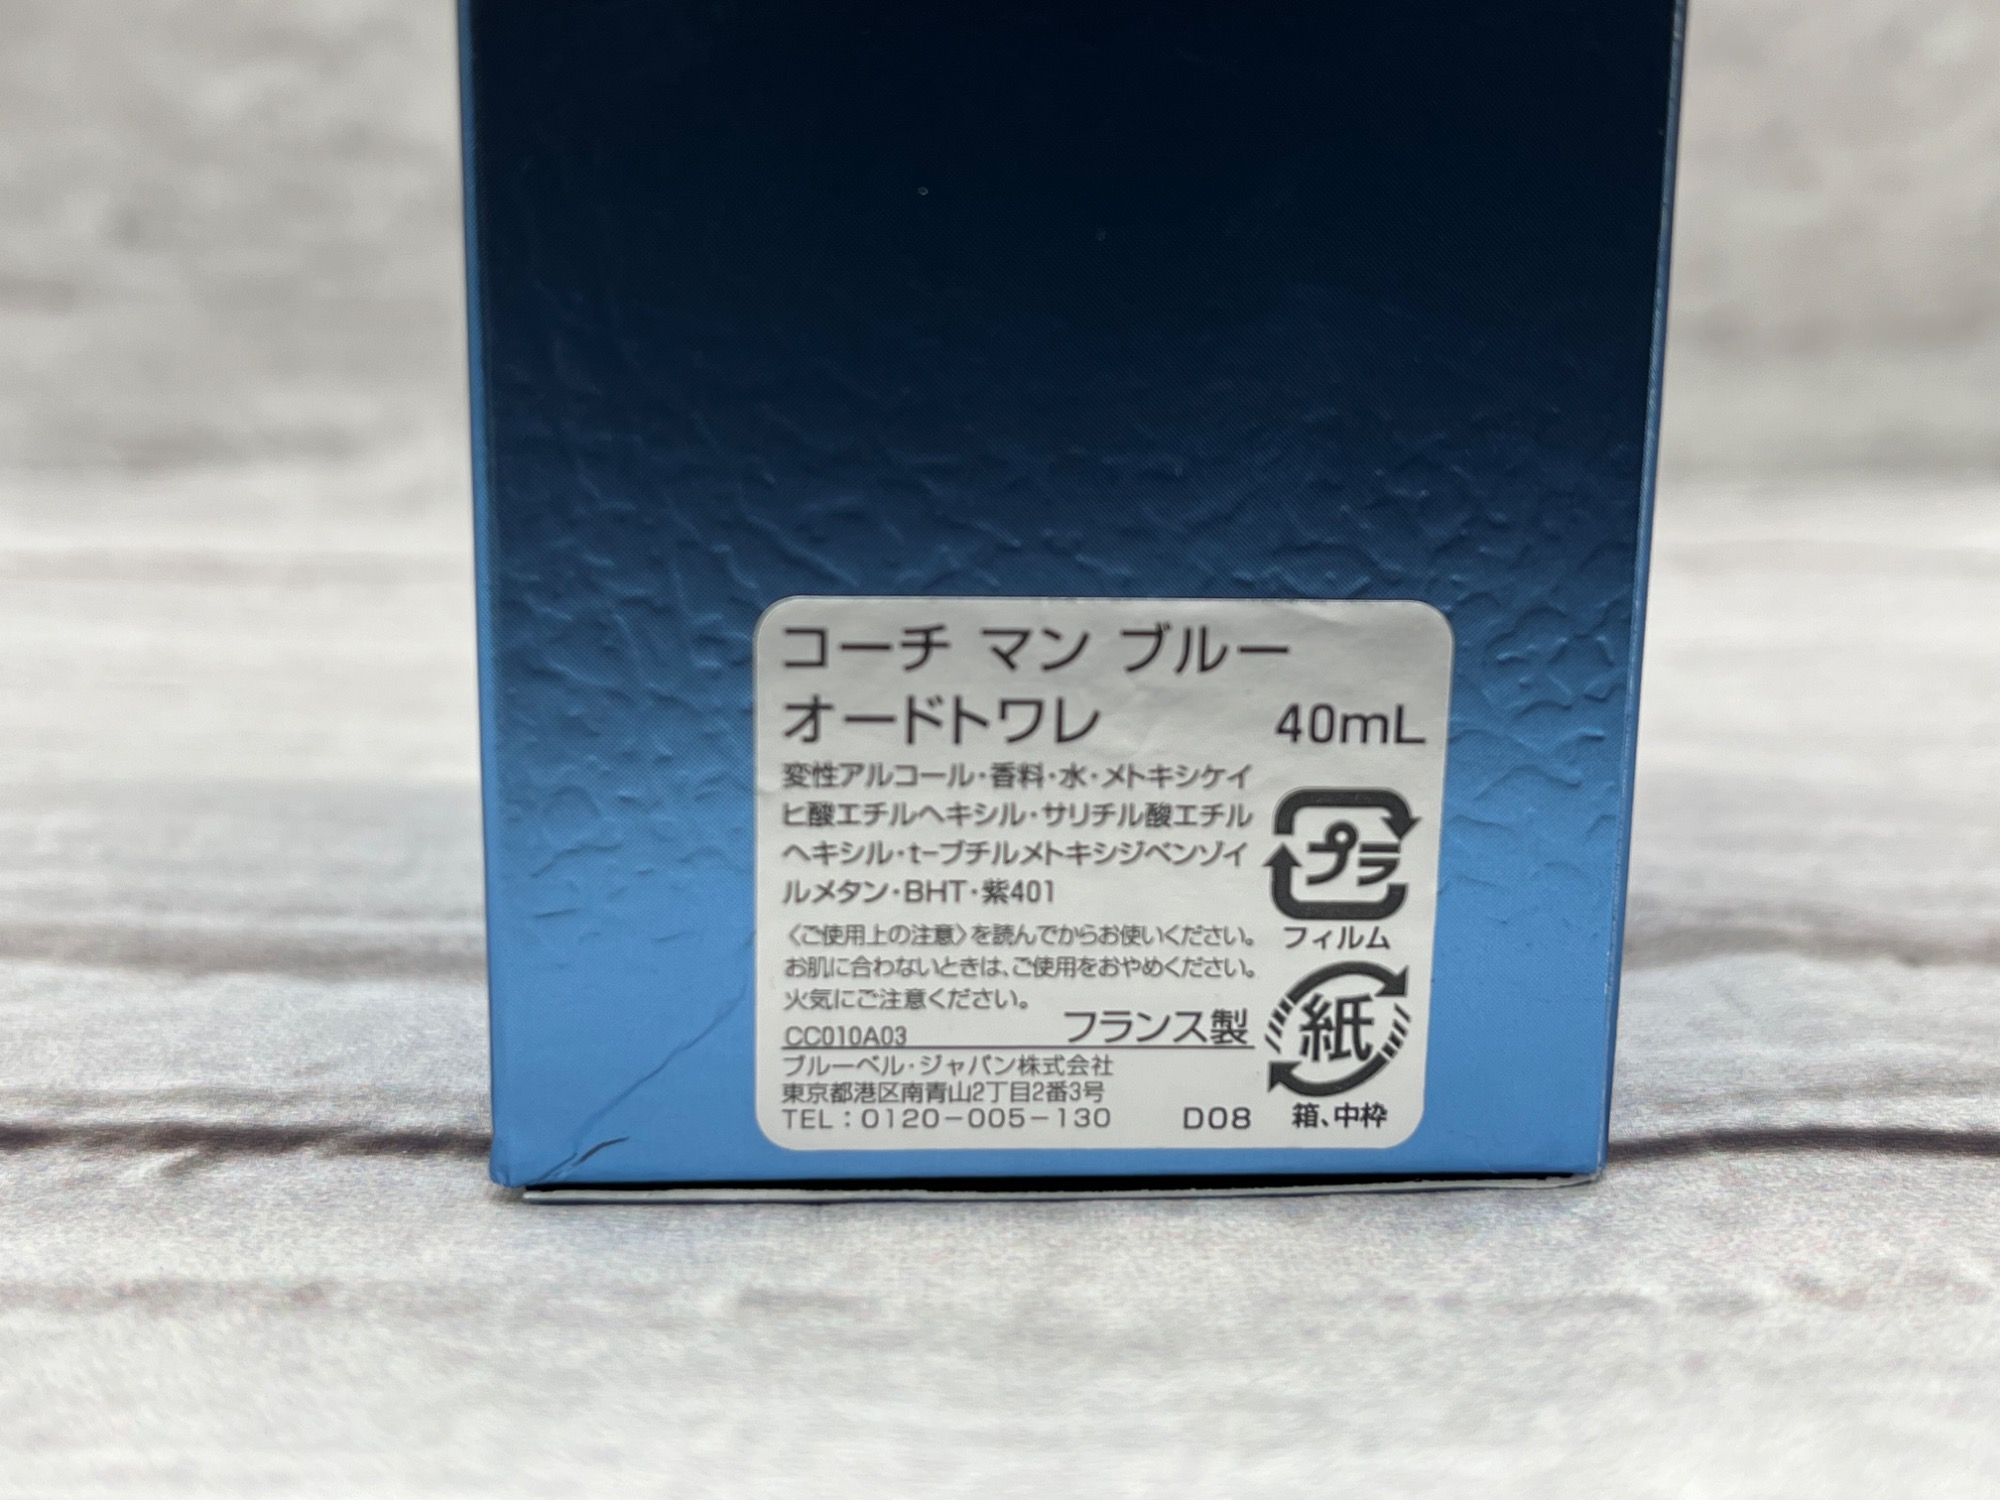 コーチ マン ブルー
オードトワレ 40mL
変性アルコール・香料・水・メトキシケイ
ヒ酸エチルヘキシル・サリチル酸エチル
ヘキシル・t-ブチルメトキシジベンゾイ
ルメタン・BHT・紫401
〈ご使用上の注意〉を読んでからお使いください。
お肌に合わないときは、ご使用をおやめください。
火気にご注意ください。
CC010A03 フランス製
ブルーベル・ジャパン株式会社
東京都港区南青山2丁目2番3号
TEL：0120－005－130 D08
プラ
フィルム
紙
箱、中枠